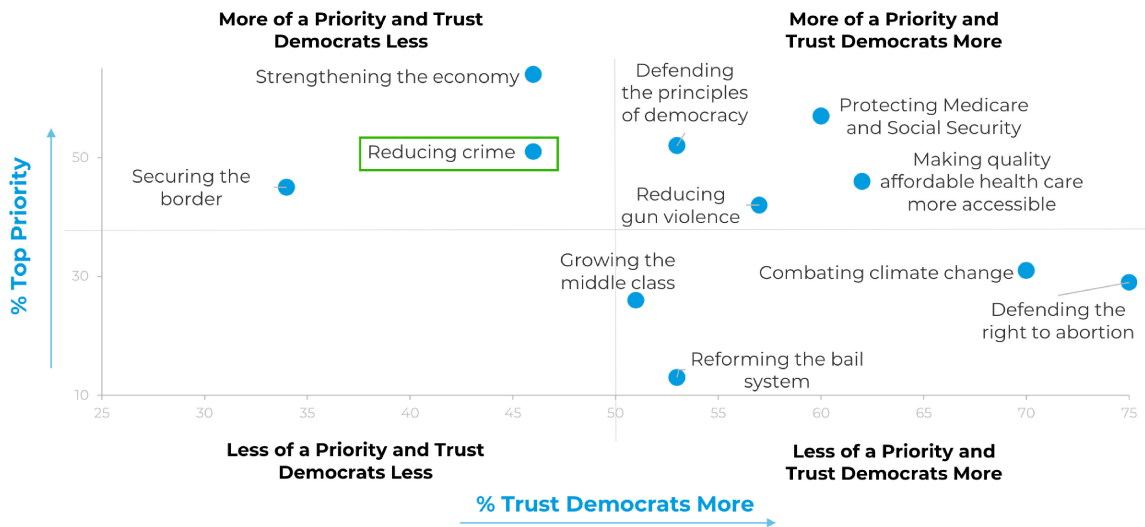 More of a Priority and Trust
Democrats Less
More of a Priority and
Trust Democrats More
Strengthening the economy
Defending
the principles
of democracy
Protecting Medicare
and Social Security
Reducing crime
Making quality
affordable health care
more accessible
Securing the
border
Reducing
gun violence
Growing the
middle class
Combating climate change
Defending the
right to abortion
Reforming the bail
system
% Top Priority
50
30
10
25
30
35
40
45
50
55
60
65
70
75
Less of a Priority and Trust
Democrats Less
Less of a Priority and
Trust Democrats More
% Trust Democrats More